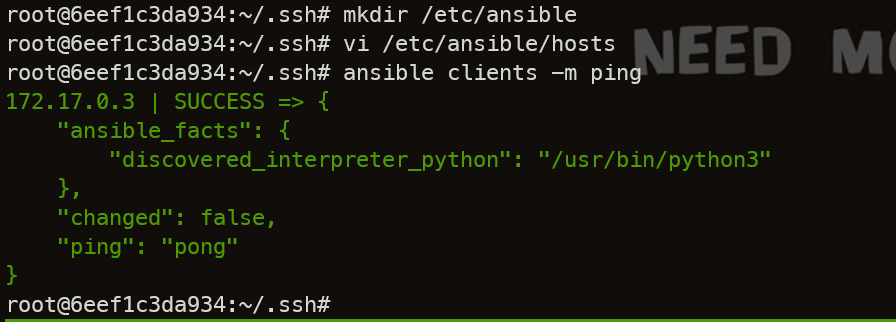 root@6eef1c3da934:~/.ssh# mkdir /etc/ansible
root@6eef1c3da934:~/.ssh# vi /etc/ansible/hosts
NEED
root@6eef1c3da934:~/.ssh# ansible clients -m ping
172.17.0.3 | SUCCESS => {
    "ansible_facts": {
        "discovered_interpreter_python": "/usr/bin/python3"
    },
    "changed": false,
    "ping": "pong"
}
root@6eef1c3da934:~/.ssh#